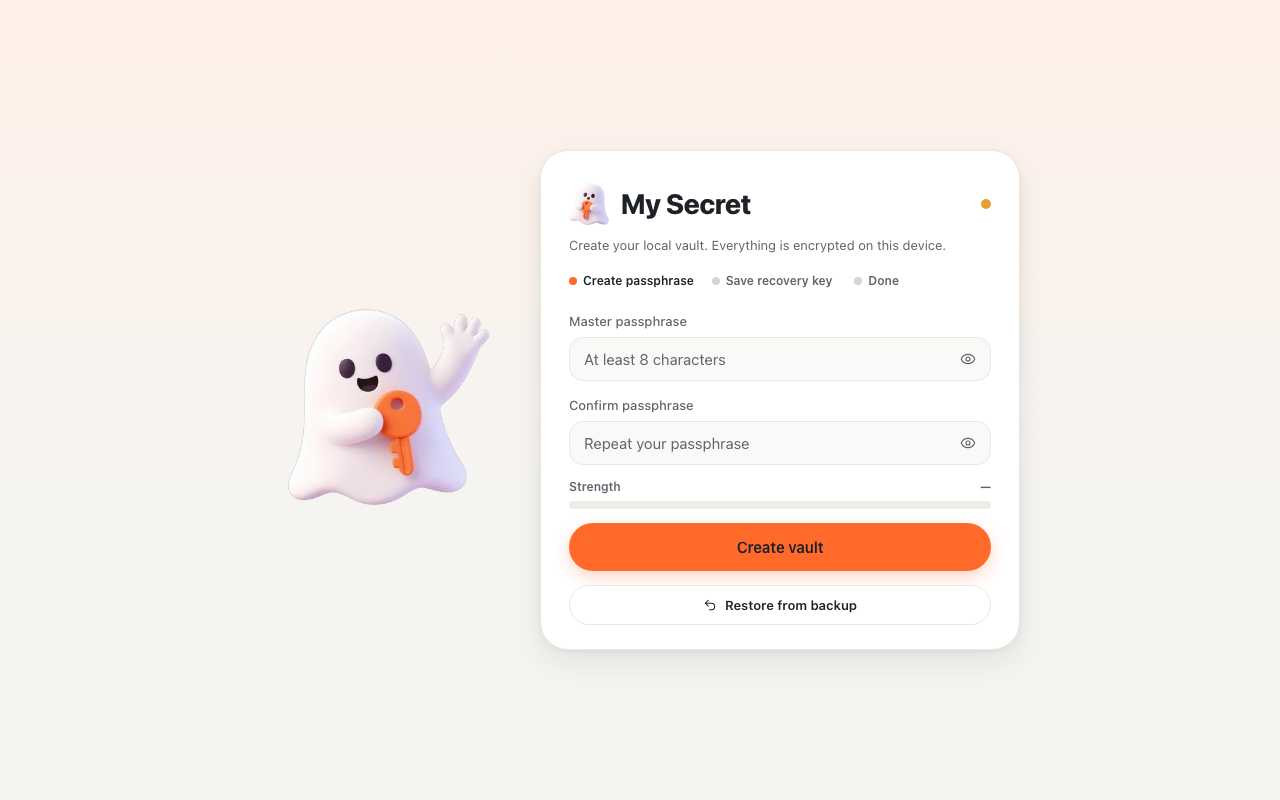 My Secret
Create your local vault. Everything is encrypted on this device.
Create passphrase Save recovery key Done
Master passphrase
At least 8 characters
Confirm passphrase
Repeat your passphrase
Strength —
Create vault
Restore from backup